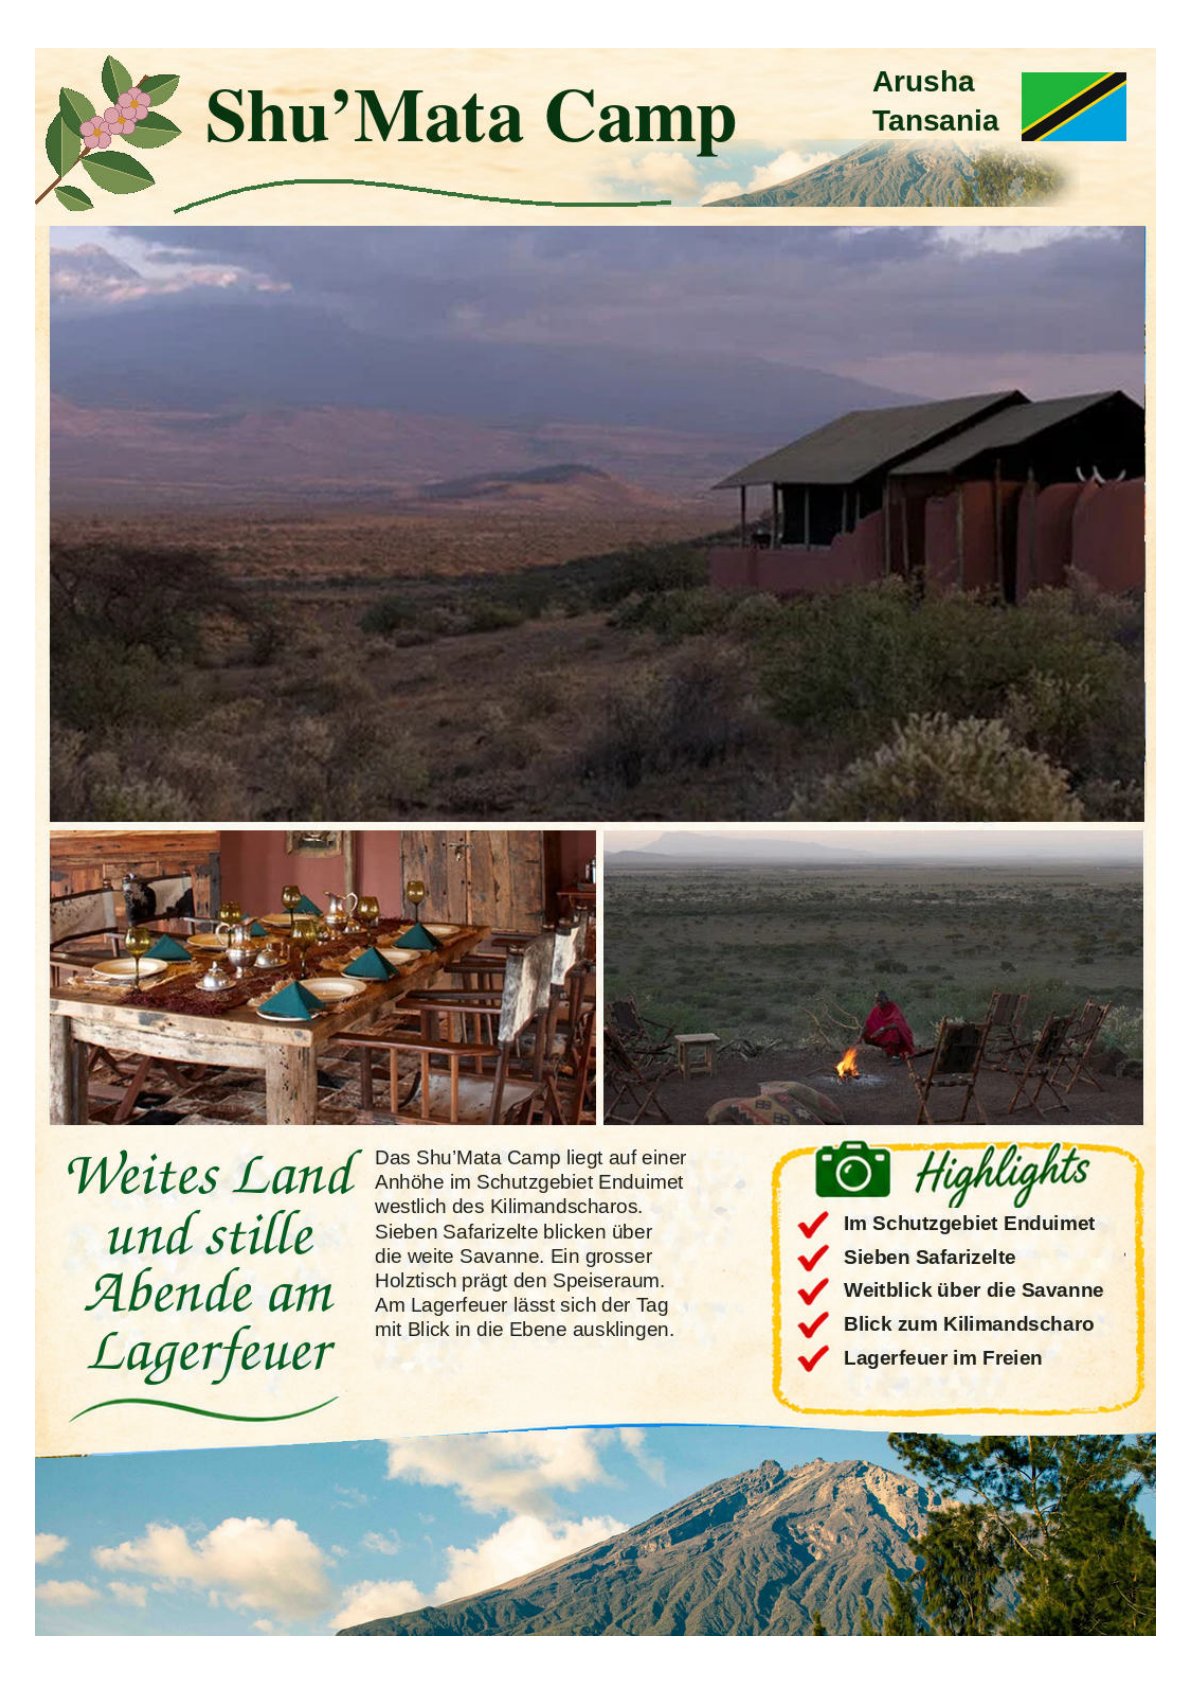 Shu’Mata Camp
Arusha
Tansania
Weites Land
und stille
Abende am
Lagerfeuer
Das Shu’Mata Camp liegt auf einer
Anhöhe im Schutzgebiet Enduimet
westlich des Kilimandscharos.
Sieben Safarizelte blicken über
die weite Savanne. Ein grosser
Holztisch prägt den Speiseraum.
Am Lagerfeuer lässt sich der Tag
mit Blick in die Ebene ausklingen.
Highlights
Im Schutzgebiet Enduimet
Sieben Safarizelte
Weitblick über die Savanne
Blick zum Kilimandscharo
Lagerfeuer im Freien